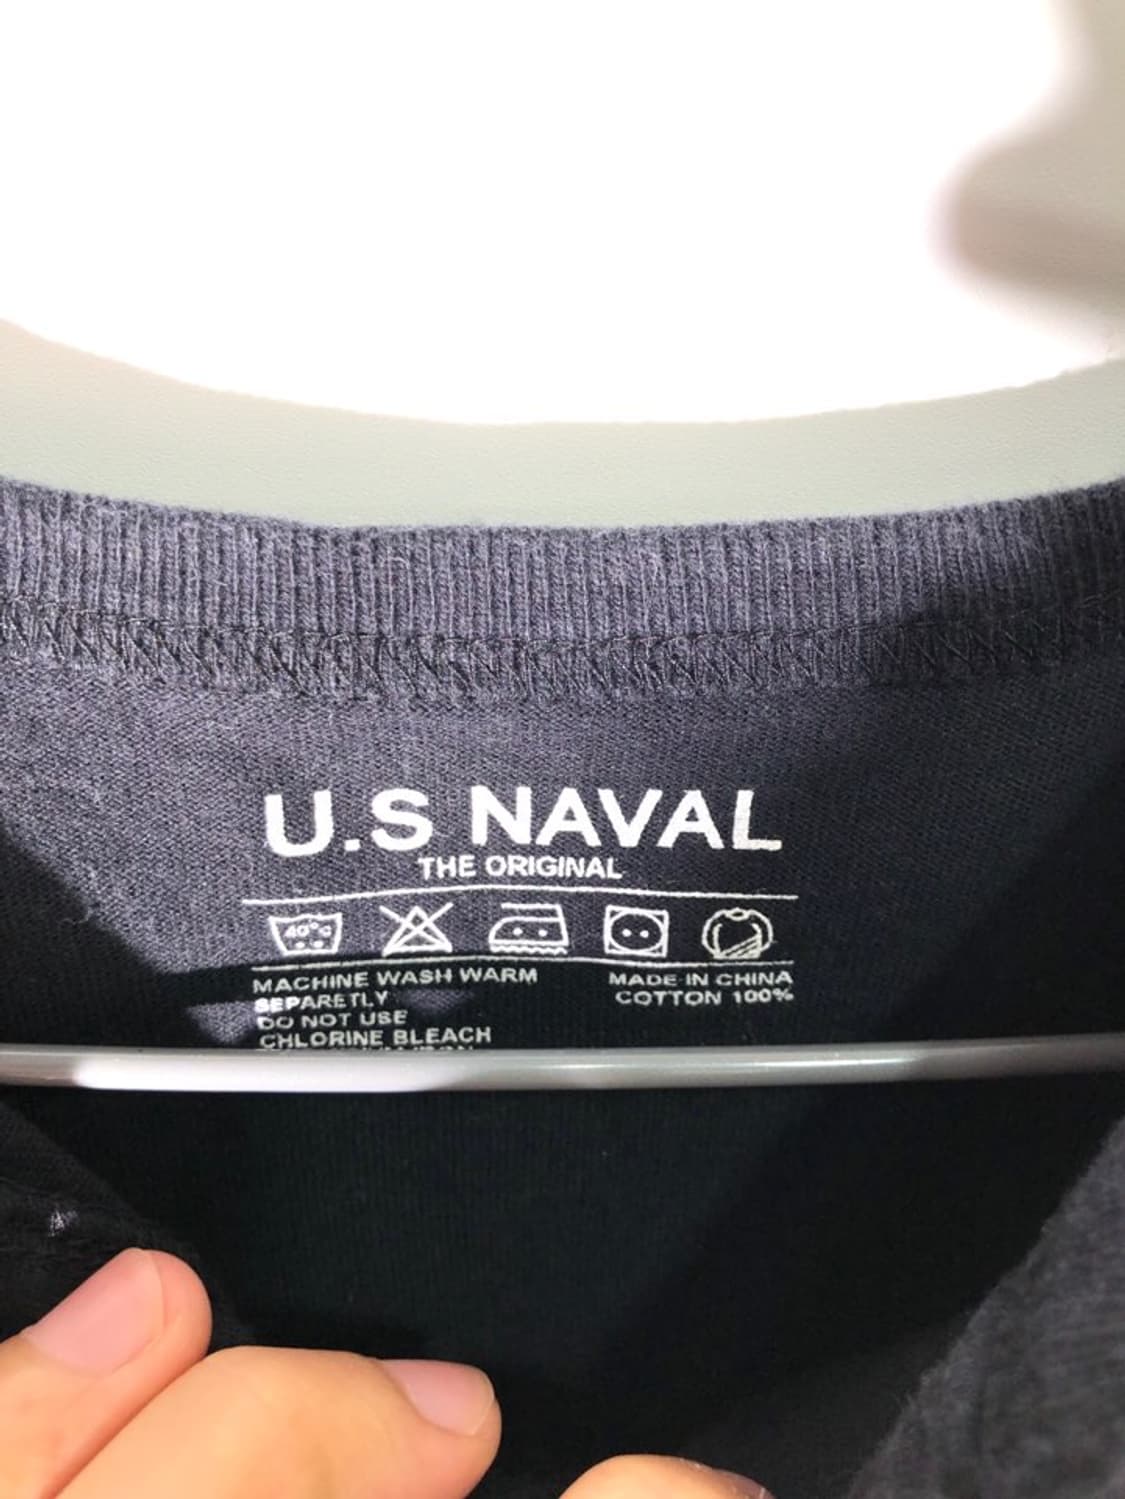 U.S NAVAL
THE ORIGINAL
40°C
MACHINE WASH WARM
SEPARETLY
DO NOT USE
CHLORINE BLEACH
MADE IN CHINA
COTTON 100%